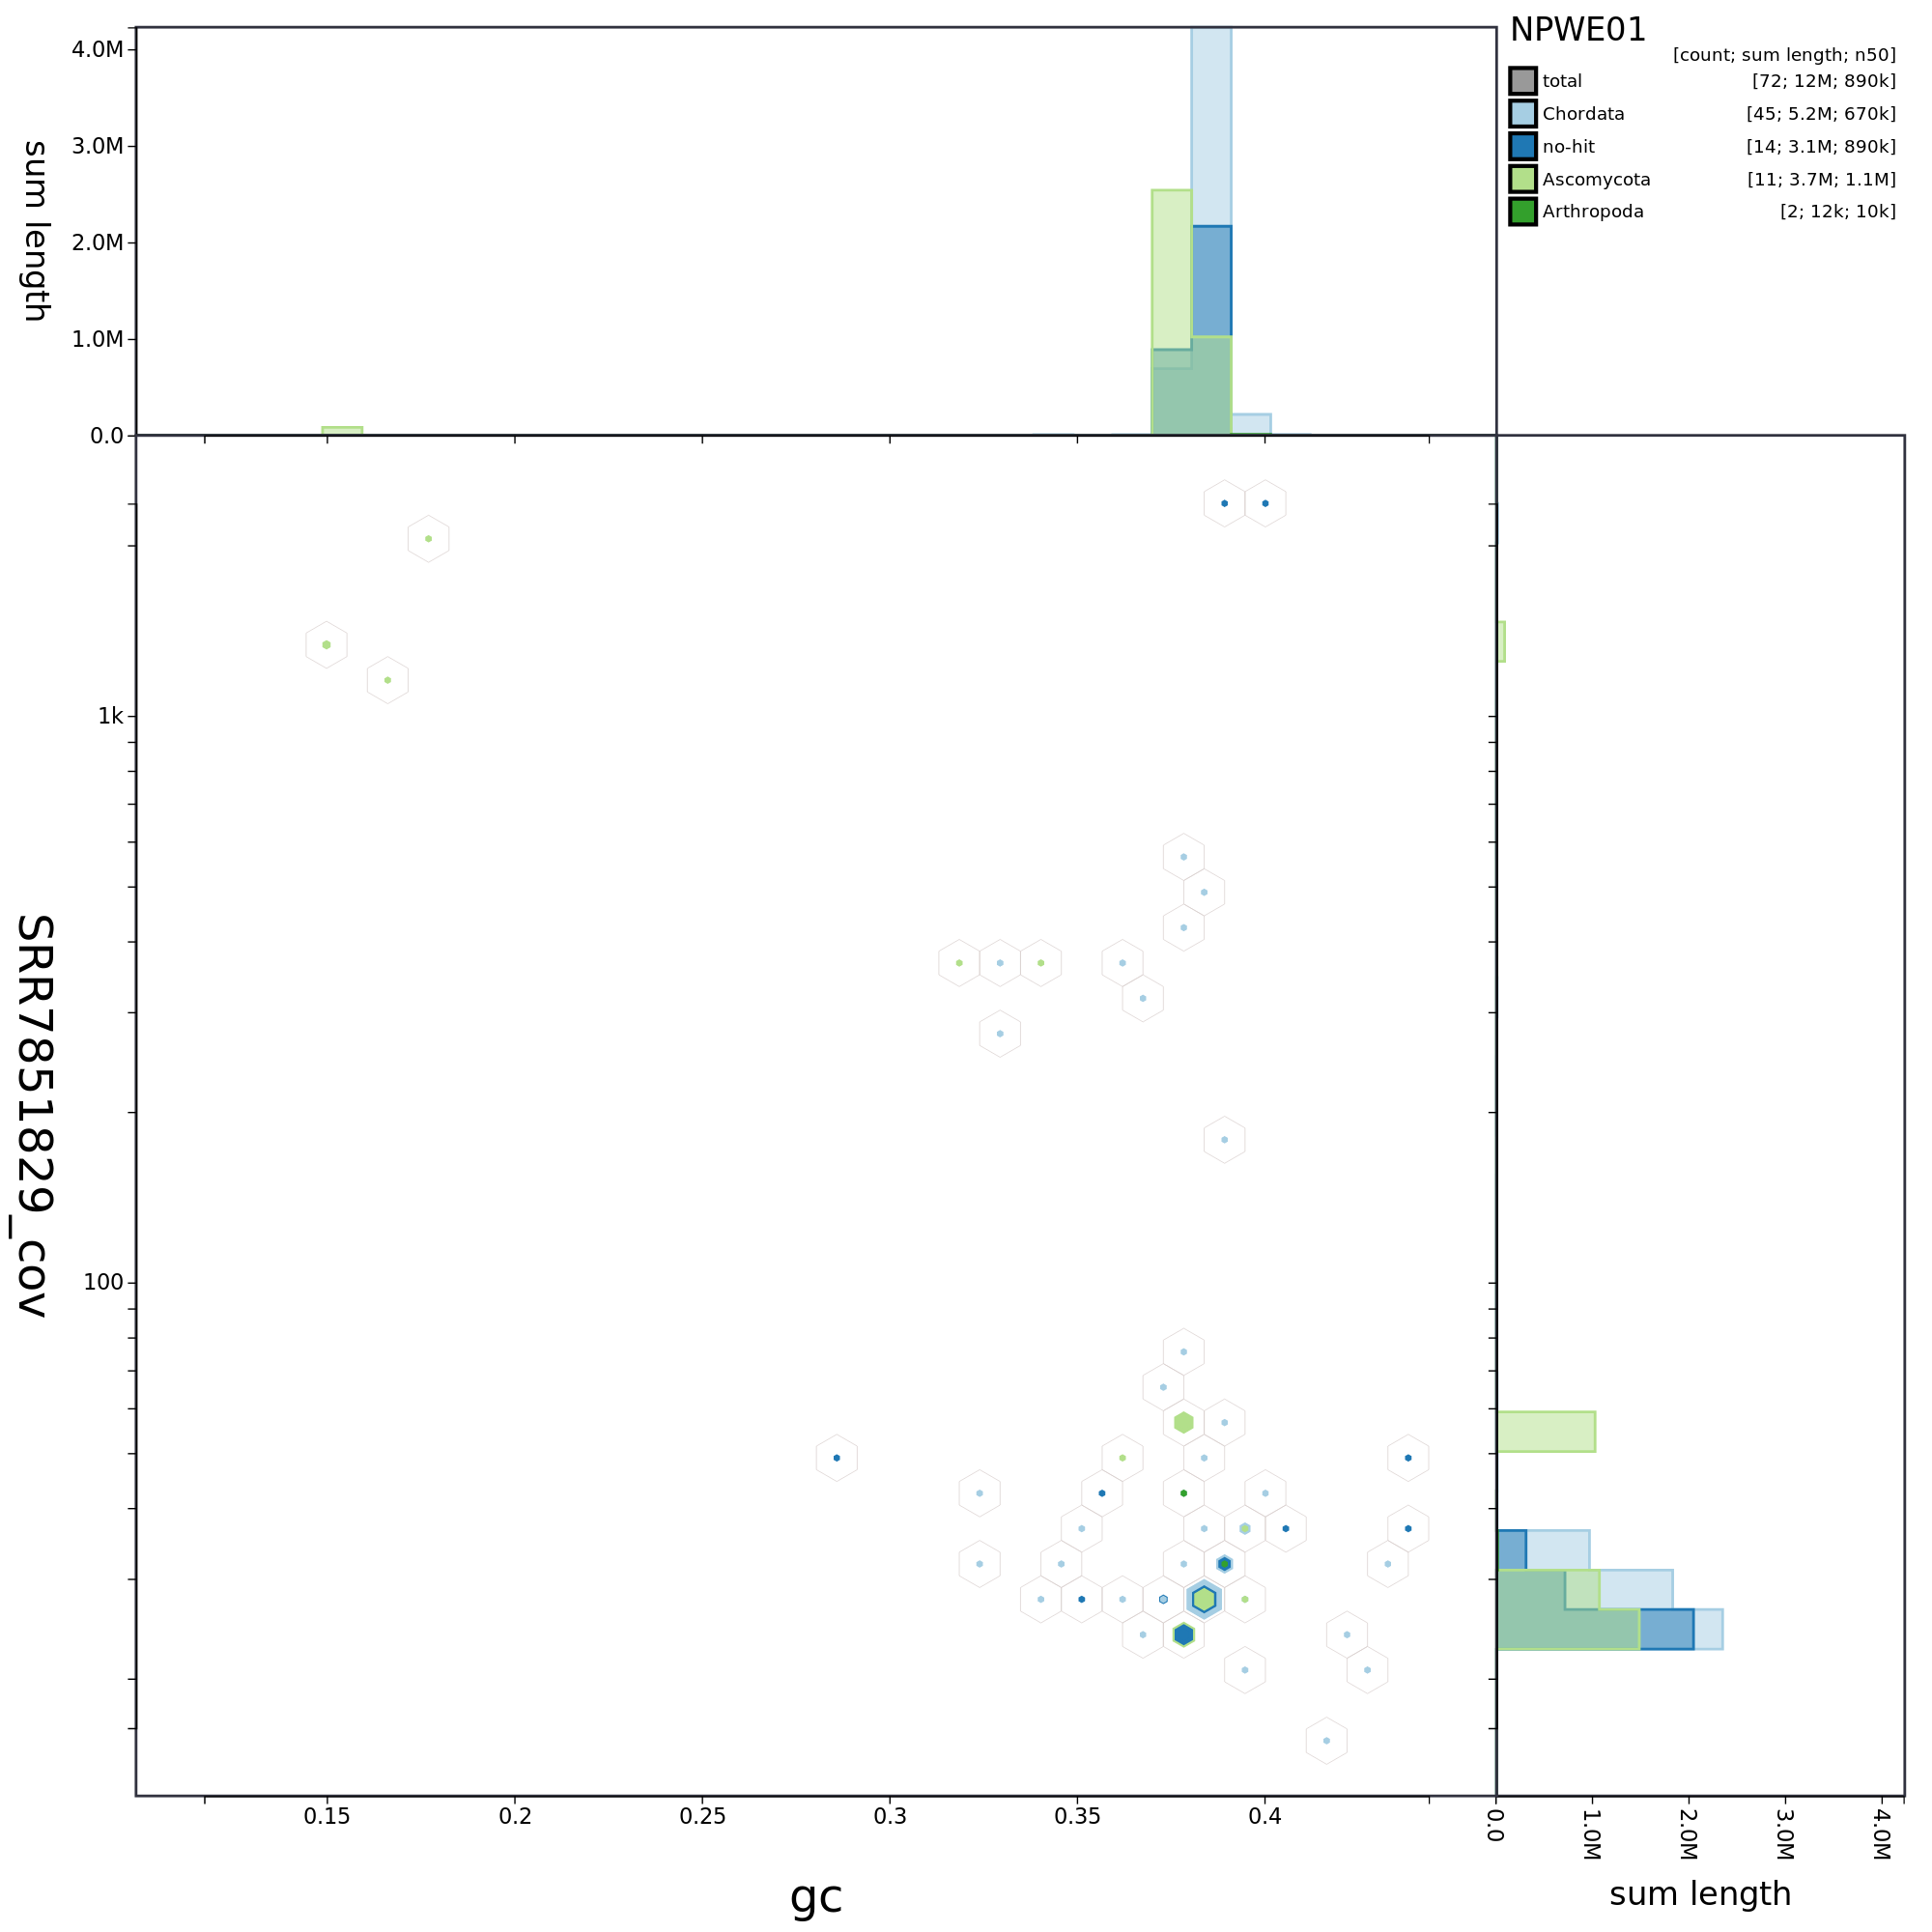 NPWE01
[count; sum length; n50]
total [72; 12M; 890k]
Chordata [45; 5.2M; 670k]
no-hit [14; 3.1M; 890k]
Ascomycota [11; 3.7M; 1.1M]
Arthropoda [2; 12k; 10k]
sum length
4.0M
3.0M
2.0M
1.0M
0.0
SRR7851829_cov
1k
100
0.15 0.2 0.25 0.3 0.35 0.4
gc
0.0 1.0M 2.0M 3.0M 4.0M
sum length